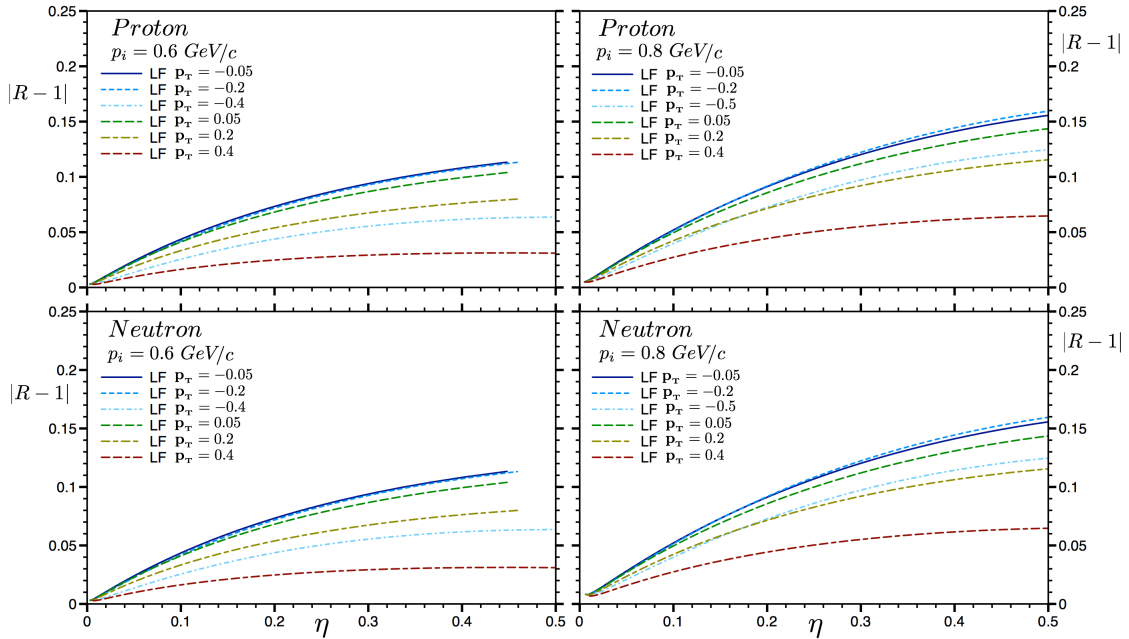 Proton
p_i = 0.6 GeV/c
LF p_T = −0.05
LF p_T = −0.2
LF p_T = −0.4
LF p_T = 0.05
LF p_T = 0.2
LF p_T = 0.4
|R − 1|
0.25
0.2
0.15
0.1
0.05
0
Proton
p_i = 0.8 GeV/c
LF p_T = −0.05
LF p_T = −0.2
LF p_T = −0.5
LF p_T = 0.05
LF p_T = 0.2
LF p_T = 0.4
|R − 1|
0.25
0.2
0.15
0.1
0.05
0
Neutron
p_i = 0.6 GeV/c
LF p_T = −0.05
LF p_T = −0.2
LF p_T = −0.4
LF p_T = 0.05
LF p_T = 0.2
LF p_T = 0.4
|R − 1|
0.25
0.2
0.15
0.1
0.05
0
0 0.1 0.2 0.3 0.4
η
Neutron
p_i = 0.8 GeV/c
LF p_T = −0.05
LF p_T = −0.2
LF p_T = −0.5
LF p_T = 0.05
LF p_T = 0.2
LF p_T = 0.4
|R − 1|
0.25
0.2
0.15
0.1
0.05
0
0 0.1 0.2 0.3 0.4 0.5
η